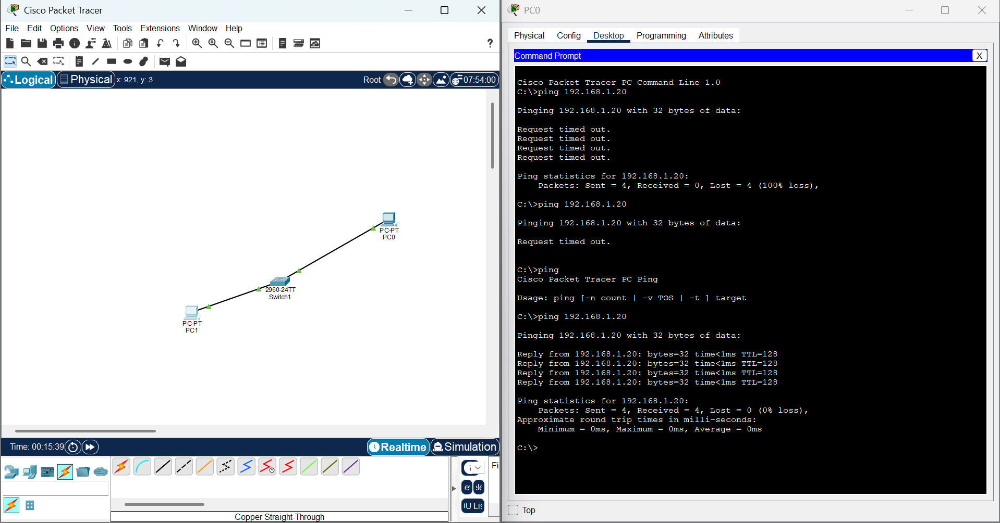 Cisco Packet Tracer
File Edit Options View Tools Extensions Window Help
?
Logical Physical x: 921, y: 3 Root 07:54:00
PC-PT
PC0
2960-24TT
Switch1
PC-PT
PC1
Time: 00:15:39 Realtime Simulation
Fi
ele
OU Lis
Copper Straight-Through
PC0
Physical Config Desktop Programming Attributes
Command Prompt X
Cisco Packet Tracer PC Command Line 1.0
C:\>ping 192.168.1.20
Pinging 192.168.1.20 with 32 bytes of data:
Request timed out.
Request timed out.
Request timed out.
Request timed out.
Ping statistics for 192.168.1.20:
Packets: Sent = 4, Received = 0, Lost = 4 (100% loss),
C:\>ping 192.168.1.20
Pinging 192.168.1.20 with 32 bytes of data:
Request timed out.
C:\>ping
Cisco Packet Tracer PC Ping
Usage: ping [-n count | -v TOS | -t ] target
C:\>ping 192.168.1.20
Pinging 192.168.1.20 with 32 bytes of data:
Reply from 192.168.1.20: bytes=32 time<1ms TTL=128
Reply from 192.168.1.20: bytes=32 time<1ms TTL=128
Reply from 192.168.1.20: bytes=32 time<1ms TTL=128
Reply from 192.168.1.20: bytes=32 time<1ms TTL=128
Ping statistics for 192.168.1.20:
Packets: Sent = 4, Received = 4, Lost = 0 (0% loss),
Approximate round trip times in milli-seconds:
Minimum = 0ms, Maximum = 0ms, Average = 0ms
C:\>
Top